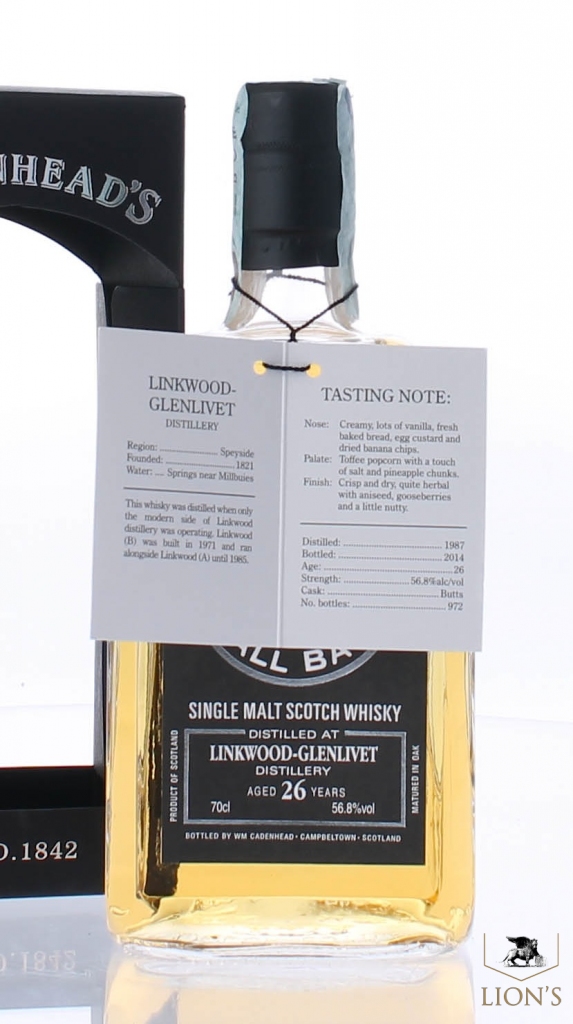 NHEAD'S
LINKWOOD-
GLENLIVET
DISTILLERY
Region: Speyside
Founded: 1821
Water: Springs near Millbuies
This whisky was distilled when only
the modern side of Linkwood
distillery was operating. Linkwood
(B) was built in 1971 and ran
alongside Linkwood (A) until 1985.
TASTING NOTE:
Nose: Creamy, lots of vanilla, fresh
baked bread, egg custard and
dried banana chips.
Palate: Toffee popcorn with a touch
of salt and pineapple chunks.
Finish: Crisp and dry, quite herbal
with aniseed, gooseberries
and a little nutty.
Distilled: 1987
Bottled: 2014
Age: 26
Strength: 56.8%alc/vol
Cask: Butts
No. bottles: 972
LL BA
SINGLE MALT SCOTCH WHISKY
DISTILLED AT
LINKWOOD-GLENLIVET
DISTILLERY
AGED 26 YEARS
70cl 56.8%vol
PRODUCT OF SCOTLAND
MATURED IN OAK
BOTTLED BY WM CADENHEAD · CAMPBELTOWN · SCOTLAND
D.1842
LION'S